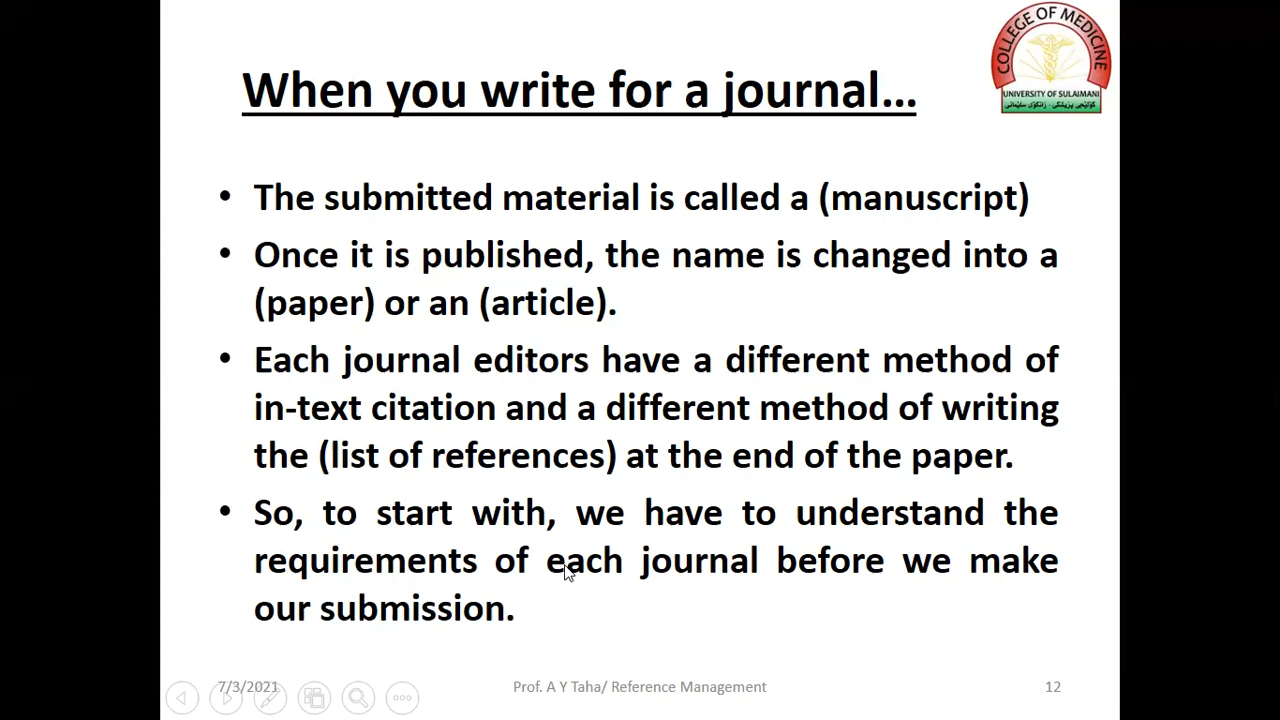 COLLEGE OF MEDICINE
UNIVERSITY OF SULAIMANI
كۆلێجی پزیشكی - زانكۆی سلێمانی
When you write for a journal...
• The submitted material is called a (manuscript)
• Once it is published, the name is changed into a
(paper) or an (article).
• Each journal editors have a different method of
in-text citation and a different method of writing
the (list of references) at the end of the paper.
• So, to start with, we have to understand the
requirements of each journal before we make
our submission.
7/3/2021
Prof. A Y Taha/ Reference Management
12